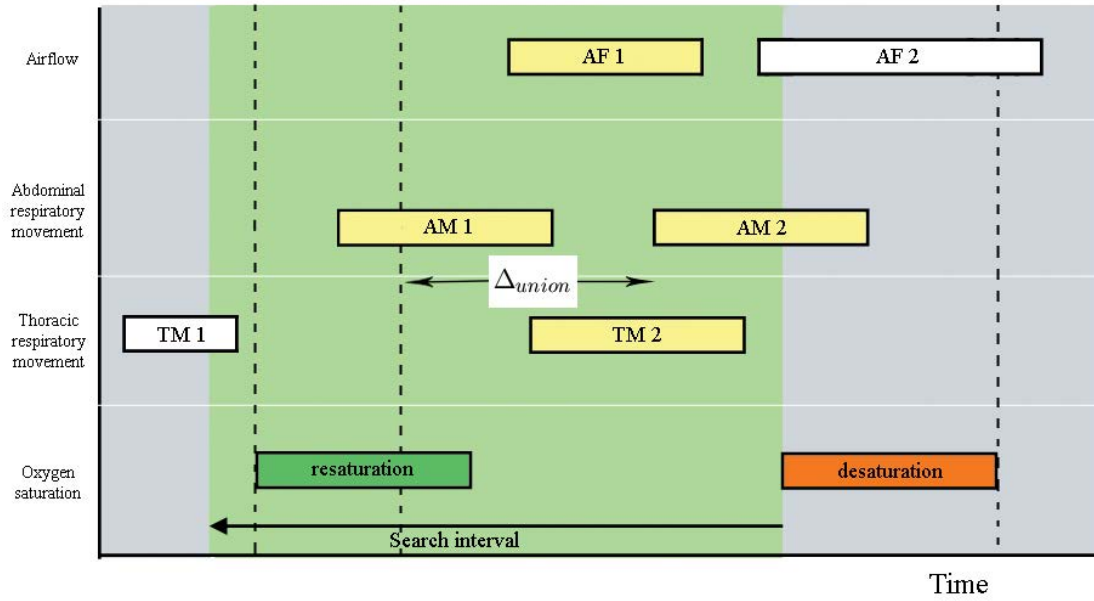 Airflow
AF 1
AF 2
Abdominal
respiratory
movement
AM 1
AM 2
Δunion
Thoracic
respiratory
movement
TM 1
TM 2
Oxygen
saturation
resaturation
desaturation
Search interval
Time